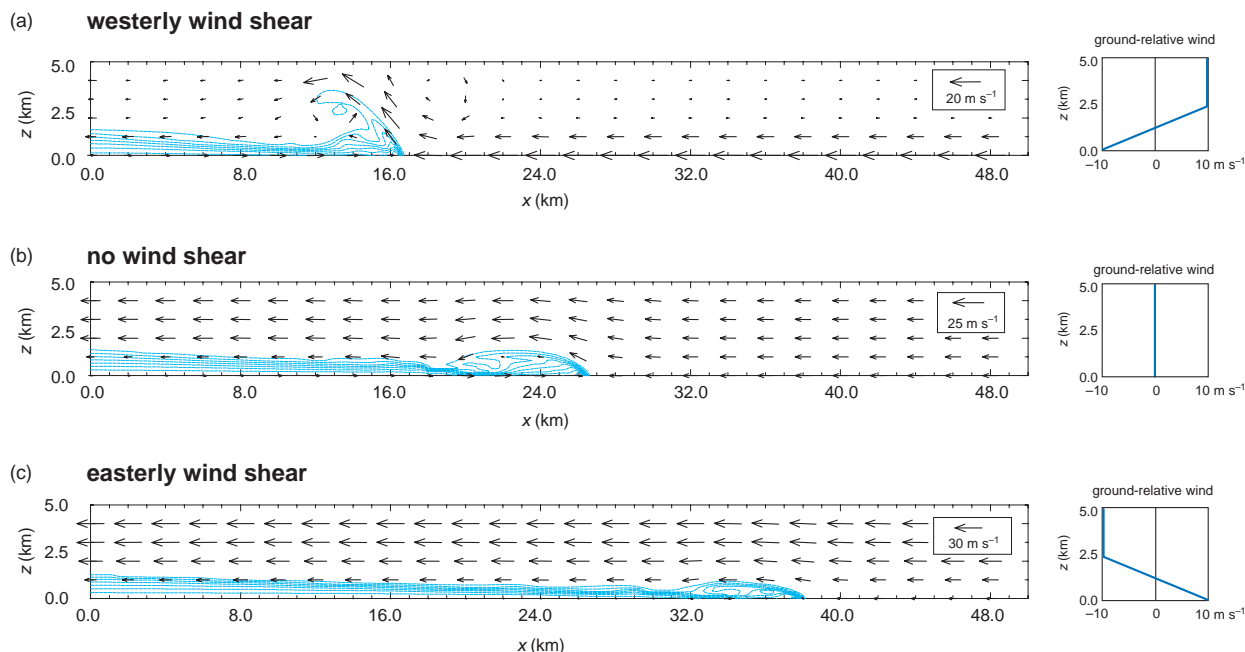 (a) westerly wind shear
5.0
2.5
0.0
z (km)
20 m s⁻¹
0.0 8.0 16.0 24.0 32.0 40.0 48.0
x (km)
ground-relative wind
5.0
2.5
0.0
z (km)
–10 0 10 m s⁻¹
(b) no wind shear
5.0
2.5
0.0
z (km)
25 m s⁻¹
0.0 8.0 16.0 24.0 32.0 40.0 48.0
x (km)
ground-relative wind
5.0
2.5
0.0
z (km)
–10 0 10 m s⁻¹
(c) easterly wind shear
5.0
2.5
0.0
z (km)
30 m s⁻¹
0.0 8.0 16.0 24.0 32.0 40.0 48.0
x (km)
ground-relative wind
5.0
2.5
0.0
z (km)
–10 0 10 m s⁻¹